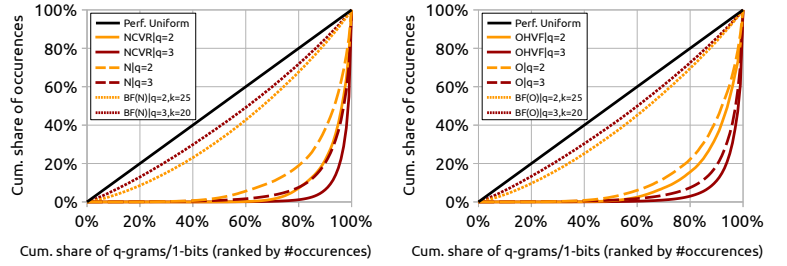 Cum. share of occurences
100%
80%
60%
40%
20%
0%
Perf. Uniform
NCVR|q=2
NCVR|q=3
N|q=2
N|q=3
BF(N)|q=2,k=25
BF(N)|q=3,k=20
0% 20% 40% 60% 80% 100%
Cum. share of q-grams/1-bits (ranked by #occurences)
Cum. share of occurences
100%
80%
60%
40%
20%
0%
Perf. Uniform
OHVF|q=2
OHVF|q=3
O|q=2
O|q=3
BF(O)|q=2,k=25
BF(O)|q=3,k=20
0% 20% 40% 60% 80% 100%
Cum. share of q-grams/1-bits (ranked by #occurences)